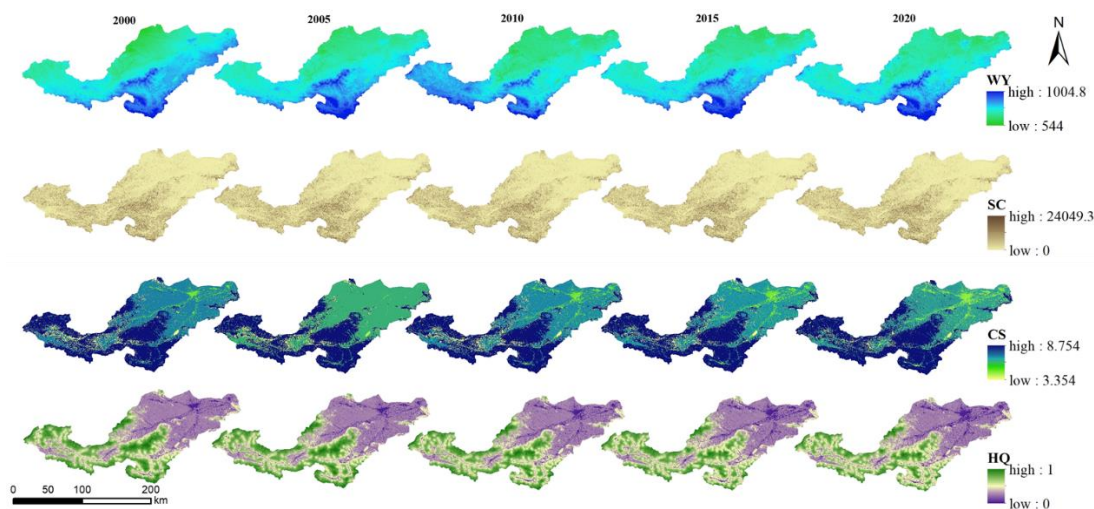 2000 2005 2010 2015 2020
N
WY
high : 1004.8
low : 544
SC
high : 24049.3
low : 0
CS
high : 8.754
low : 3.354
HQ
high : 1
low : 0
0 50 100 200
km